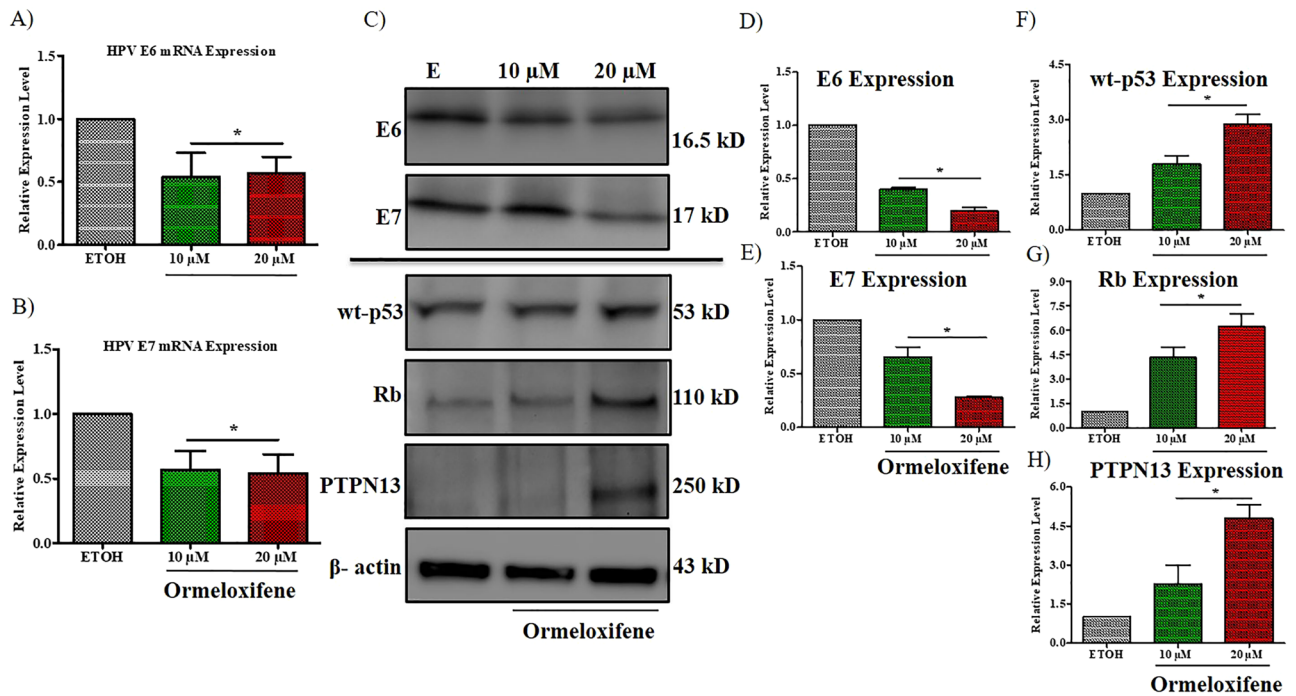 A)
HPV E6 mRNA Expression
Relative Expression Level
1.5
1.0
0.5
0.0
ETOH
10 μM
20 μM
*
B)
HPV E7 mRNA Expression
Relative Expression Level
1.5
1.0
0.5
0.0
ETOH
10 μM
20 μM
*
Ormeloxifene
C)
E 10 μM 20 μM
E6 16.5 kD
E7 17 kD
wt-p53 53 kD
Rb 110 kD
PTPN13 250 kD
β- actin 43 kD
Ormeloxifene
D)
E6 Expression
Relative Expression Level
1.5
1.0
0.5
0.0
ETOH
10 μM
20 μM
*
E)
E7 Expression
Relative Expression Level
1.5
1.0
0.5
0.0
ETOH
10 μM
20 μM
*
Ormeloxifene
F)
wt-p53 Expression
Relative Expression Level
4.5
3.0
1.5
0.0
ETOH
10 μM
20 μM
*
G)
Rb Expression
Relative Expression Level
9.0
7.5
6.0
4.5
3.0
1.5
0.0
ETOH
10 μM
20 μM
*
H)
PTPN13 Expression
Relative Expression Level
6.0
4.5
3.0
1.5
0.0
ETOH
10 μM
20 μM
*
Ormeloxifene